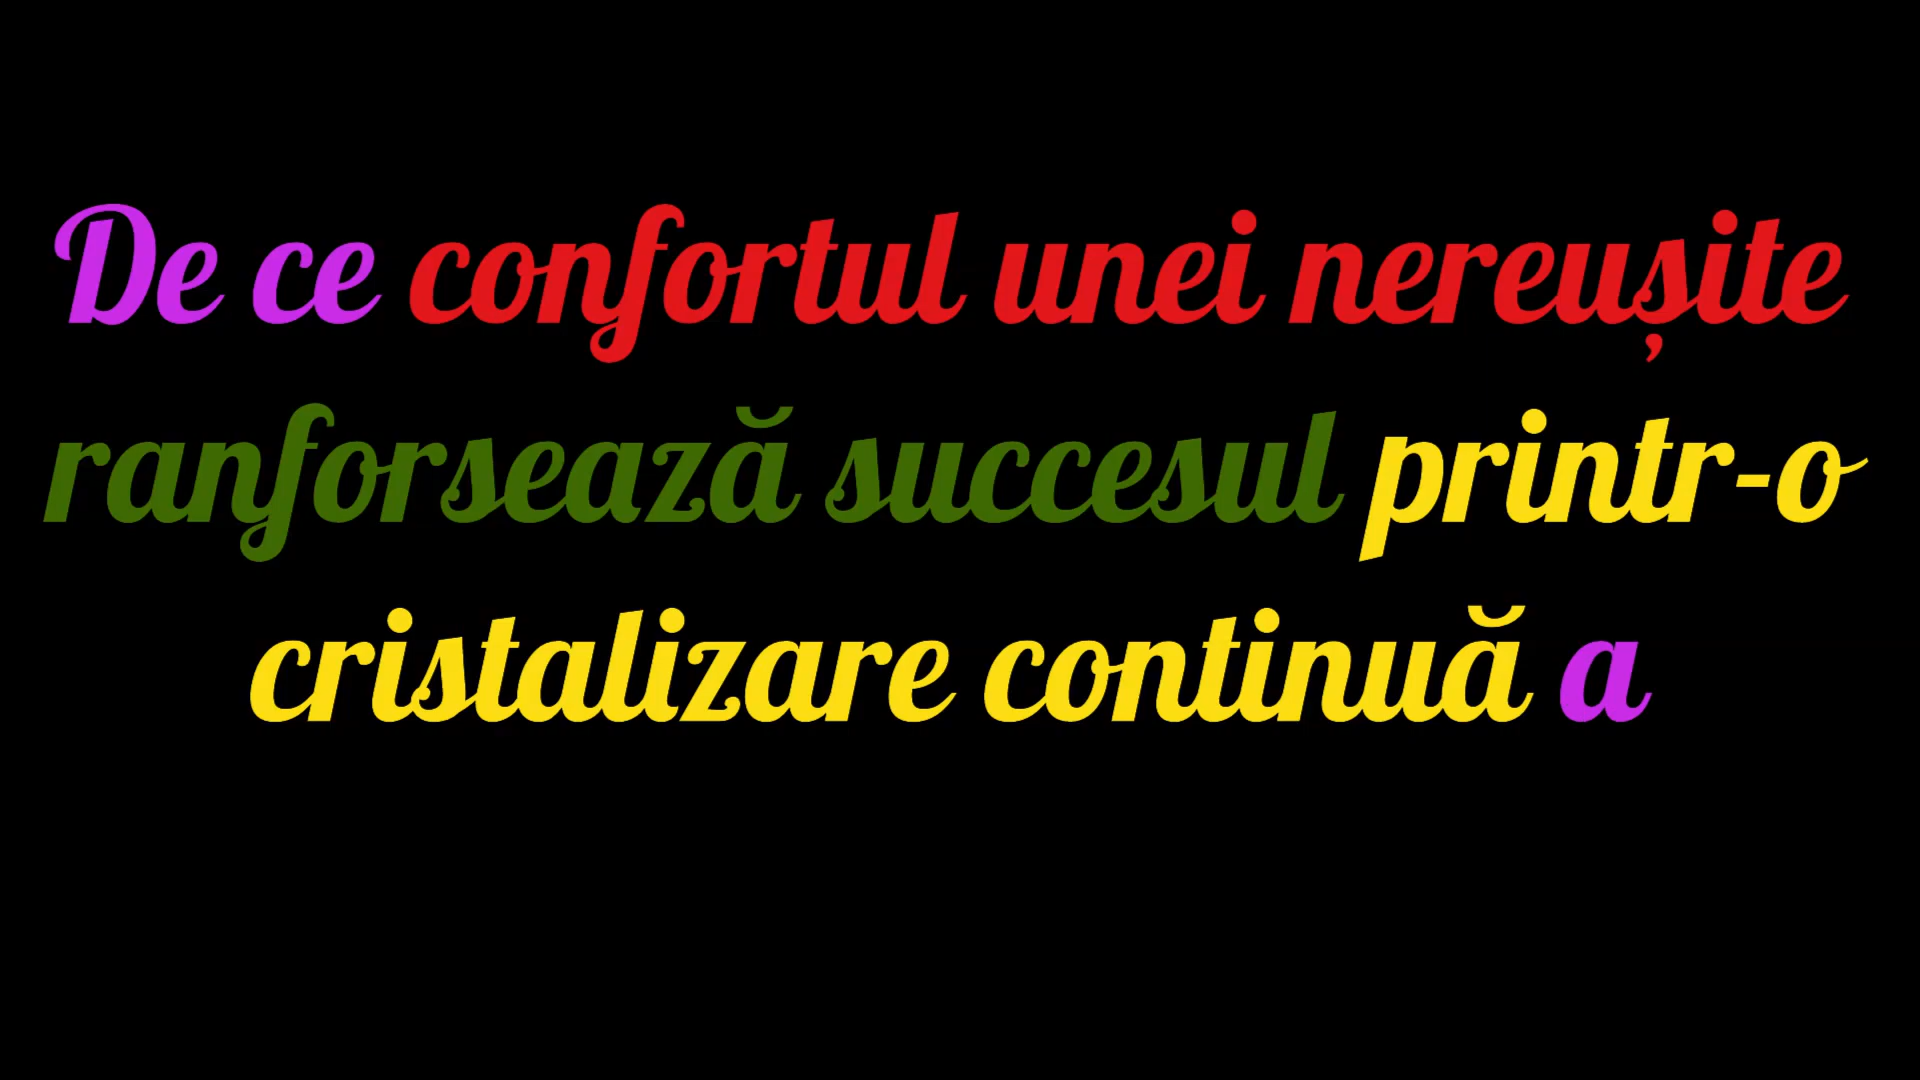 De ce confortul unei nereușite
ranforsează succesul printr-o
cristalizare continuă a